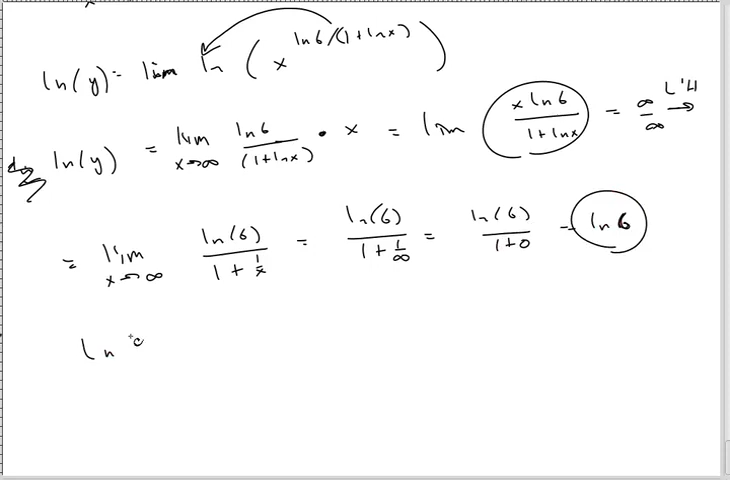 ln(y) = lim ln ( x^(ln6/(1+lnx)) )
ln(y) = lim x→∞ ln6/(1+lnx) • x = lim x ln6/1+lnx = ∞/∞ L'H →
= lim x→∞ ln(6)/1+1/x = ln(6)/1+1/∞ = ln(6)/1+0 = ln6
ln